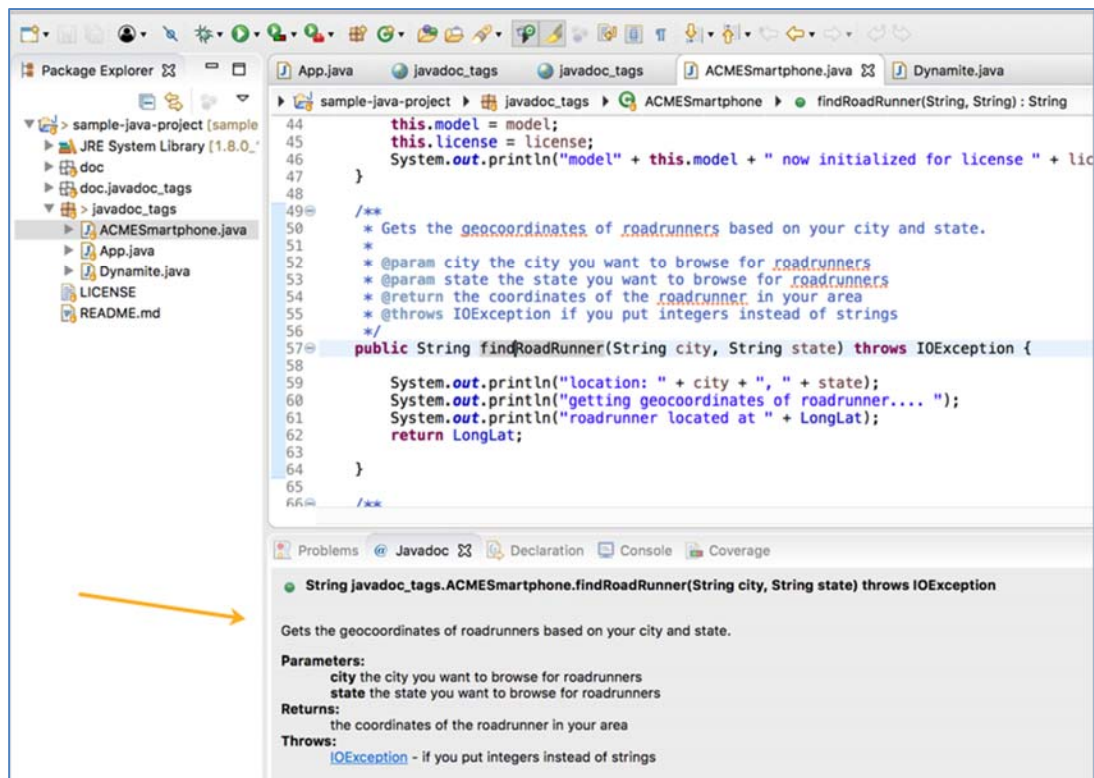 Package Explorer
> sample-java-project [sample
JRE System Library [1.8.0_
doc
doc.javadoc_tags
> javadoc_tags
ACMESmartphone.java
App.java
Dynamite.java
LICENSE
README.md
App.java javadoc_tags javadoc_tags ACMESmartphone.java Dynamite.java
sample-java-project javadoc_tags ACMESmartphone findRoadRunner(String, String) : String
44 this.model = model;
45 this.license = license;
46 System.out.println("model" + this.model + " now initialized for license " + lic
47 }
48
49 /**
50 * Gets the geocoordinates of roadrunners based on your city and state.
51 *
52 * @param city the city you want to browse for roadrunners
53 * @param state the state you want to browse for roadrunners
54 * @return the coordinates of the roadrunner in your area
55 * @throws IOException if you put integers instead of strings
56 */
57 public String findRoadRunner(String city, String state) throws IOException {
58
59 System.out.println("location: " + city + ", " + state);
60 System.out.println("getting geocoordinates of roadrunner.... ");
61 System.out.println("roadrunner located at " + LongLat);
62 return LongLat;
63
64 }
65
66 /**
Problems @ Javadoc Declaration Console Coverage
String javadoc_tags.ACMESmartphone.findRoadRunner(String city, String state) throws IOException
Gets the geocoordinates of roadrunners based on your city and state.
Parameters:
city the city you want to browse for roadrunners
state the state you want to browse for roadrunners
Returns:
the coordinates of the roadrunner in your area
Throws:
IOException - if you put integers instead of strings